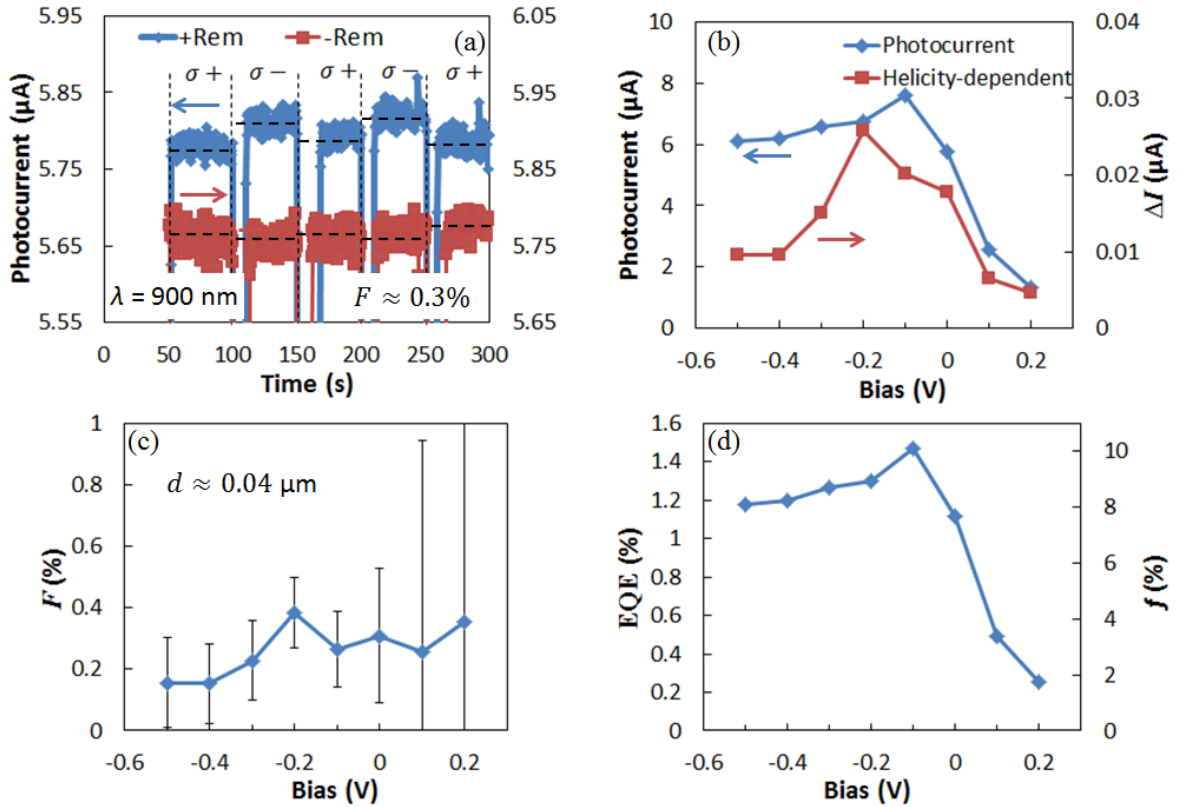 5.95 6.05
+Rem -Rem (a)
σ + σ − σ + σ − σ +
5.85 5.95
5.75 5.85
5.65 5.75
5.55 5.65
Photocurrent (µA)
λ = 900 nm F ≈ 0.3%
0 50 100 150 200 250 300
Time (s)
(b)
Photocurrent
Helicity-dependent
10 0.04
8 0.03
6
4 0.02
2 0.01
0 0
Photocurrent (µA)
ΔI (µA)
-0.6 -0.4 -0.2 0 0.2
Bias (V)
(c)
d ≈ 0.04 µm
1
0.8
0.6
0.4
0.2
0
F (%)
-0.6 -0.4 -0.2 0 0.2
Bias (V)
(d)
1.6
1.4 10
1.2 8
1 6
0.8
0.6 4
0.4 2
0.2
0 0
EQE (%)
f (%)
-0.6 -0.4 -0.2 0 0.2
Bias (V)